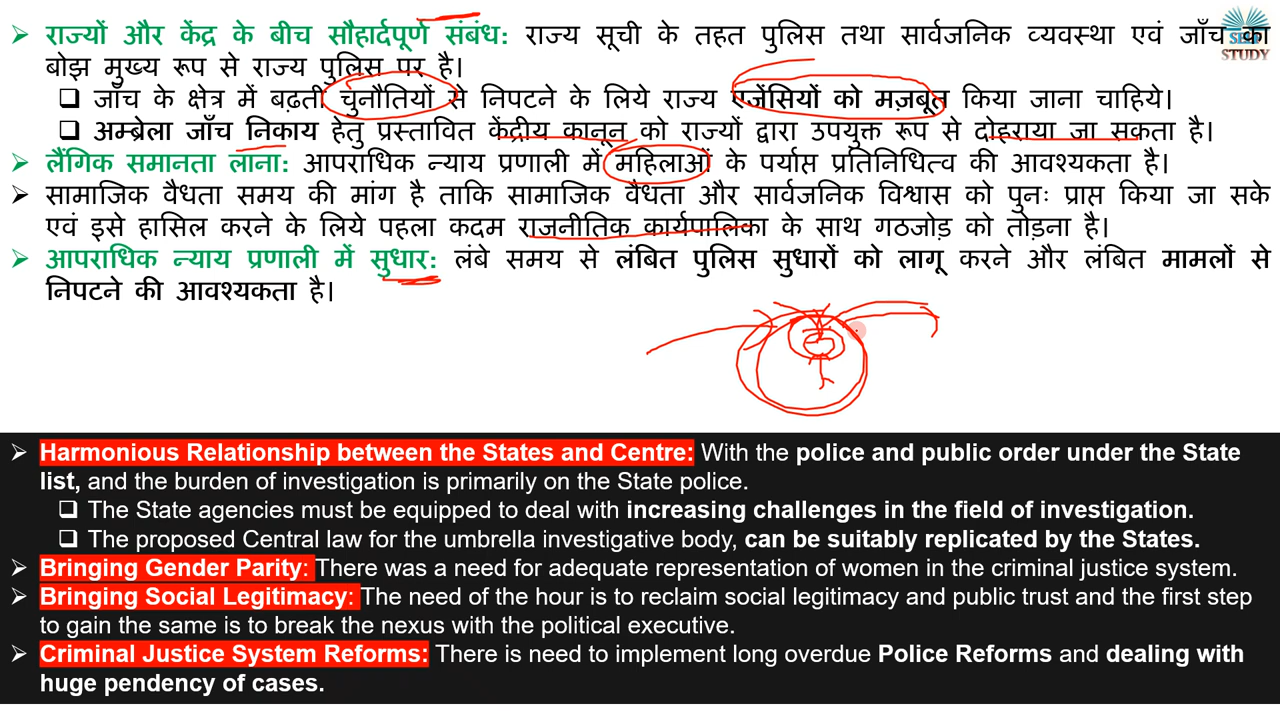 ➢ राज्यों और केंद्र के बीच सौहार्दपूर्ण संबंध: राज्य सूची के तहत पुलिस तथा सार्वजनिक व्यवस्था एवं जाँच का
बोझ मुख्य रूप से राज्य पुलिस पर है।
❑ जाँच के क्षेत्र में बढ़ती चुनौतियों से निपटने के लिये राज्य एजेंसियों को मज़बूत किया जाना चाहिये।
❑ अम्ब्रेला जाँच निकाय हेतु प्रस्तावित केंद्रीय कानून को राज्यों द्वारा उपयुक्त रूप से दोहराया जा सकता है।
➢ लैंगिक समानता लाना: आपराधिक न्याय प्रणाली में महिलाओं के पर्याप्त प्रतिनिधित्व की आवश्यकता है।
➢ सामाजिक वैधता समय की मांग है ताकि सामाजिक वैधता और सार्वजनिक विश्वास को पुनः प्राप्त किया जा सके
एवं इसे हासिल करने के लिये पहला कदम राजनीतिक कार्यपालिका के साथ गठजोड़ को तोड़ना है।
➢ आपराधिक न्याय प्रणाली में सुधार: लंबे समय से लंबित पुलिस सुधारों को लागू करने और लंबित मामलों से
निपटने की आवश्यकता है।
STUDY
➢ Harmonious Relationship between the States and Centre: With the police and public order under the State
list, and the burden of investigation is primarily on the State police.
❑ The State agencies must be equipped to deal with increasing challenges in the field of investigation.
❑ The proposed Central law for the umbrella investigative body, can be suitably replicated by the States.
➢ Bringing Gender Parity: There was a need for adequate representation of women in the criminal justice system.
➢ Bringing Social Legitimacy: The need of the hour is to reclaim social legitimacy and public trust and the first step
to gain the same is to break the nexus with the political executive.
➢ Criminal Justice System Reforms: There is need to implement long overdue Police Reforms and dealing with
huge pendency of cases.